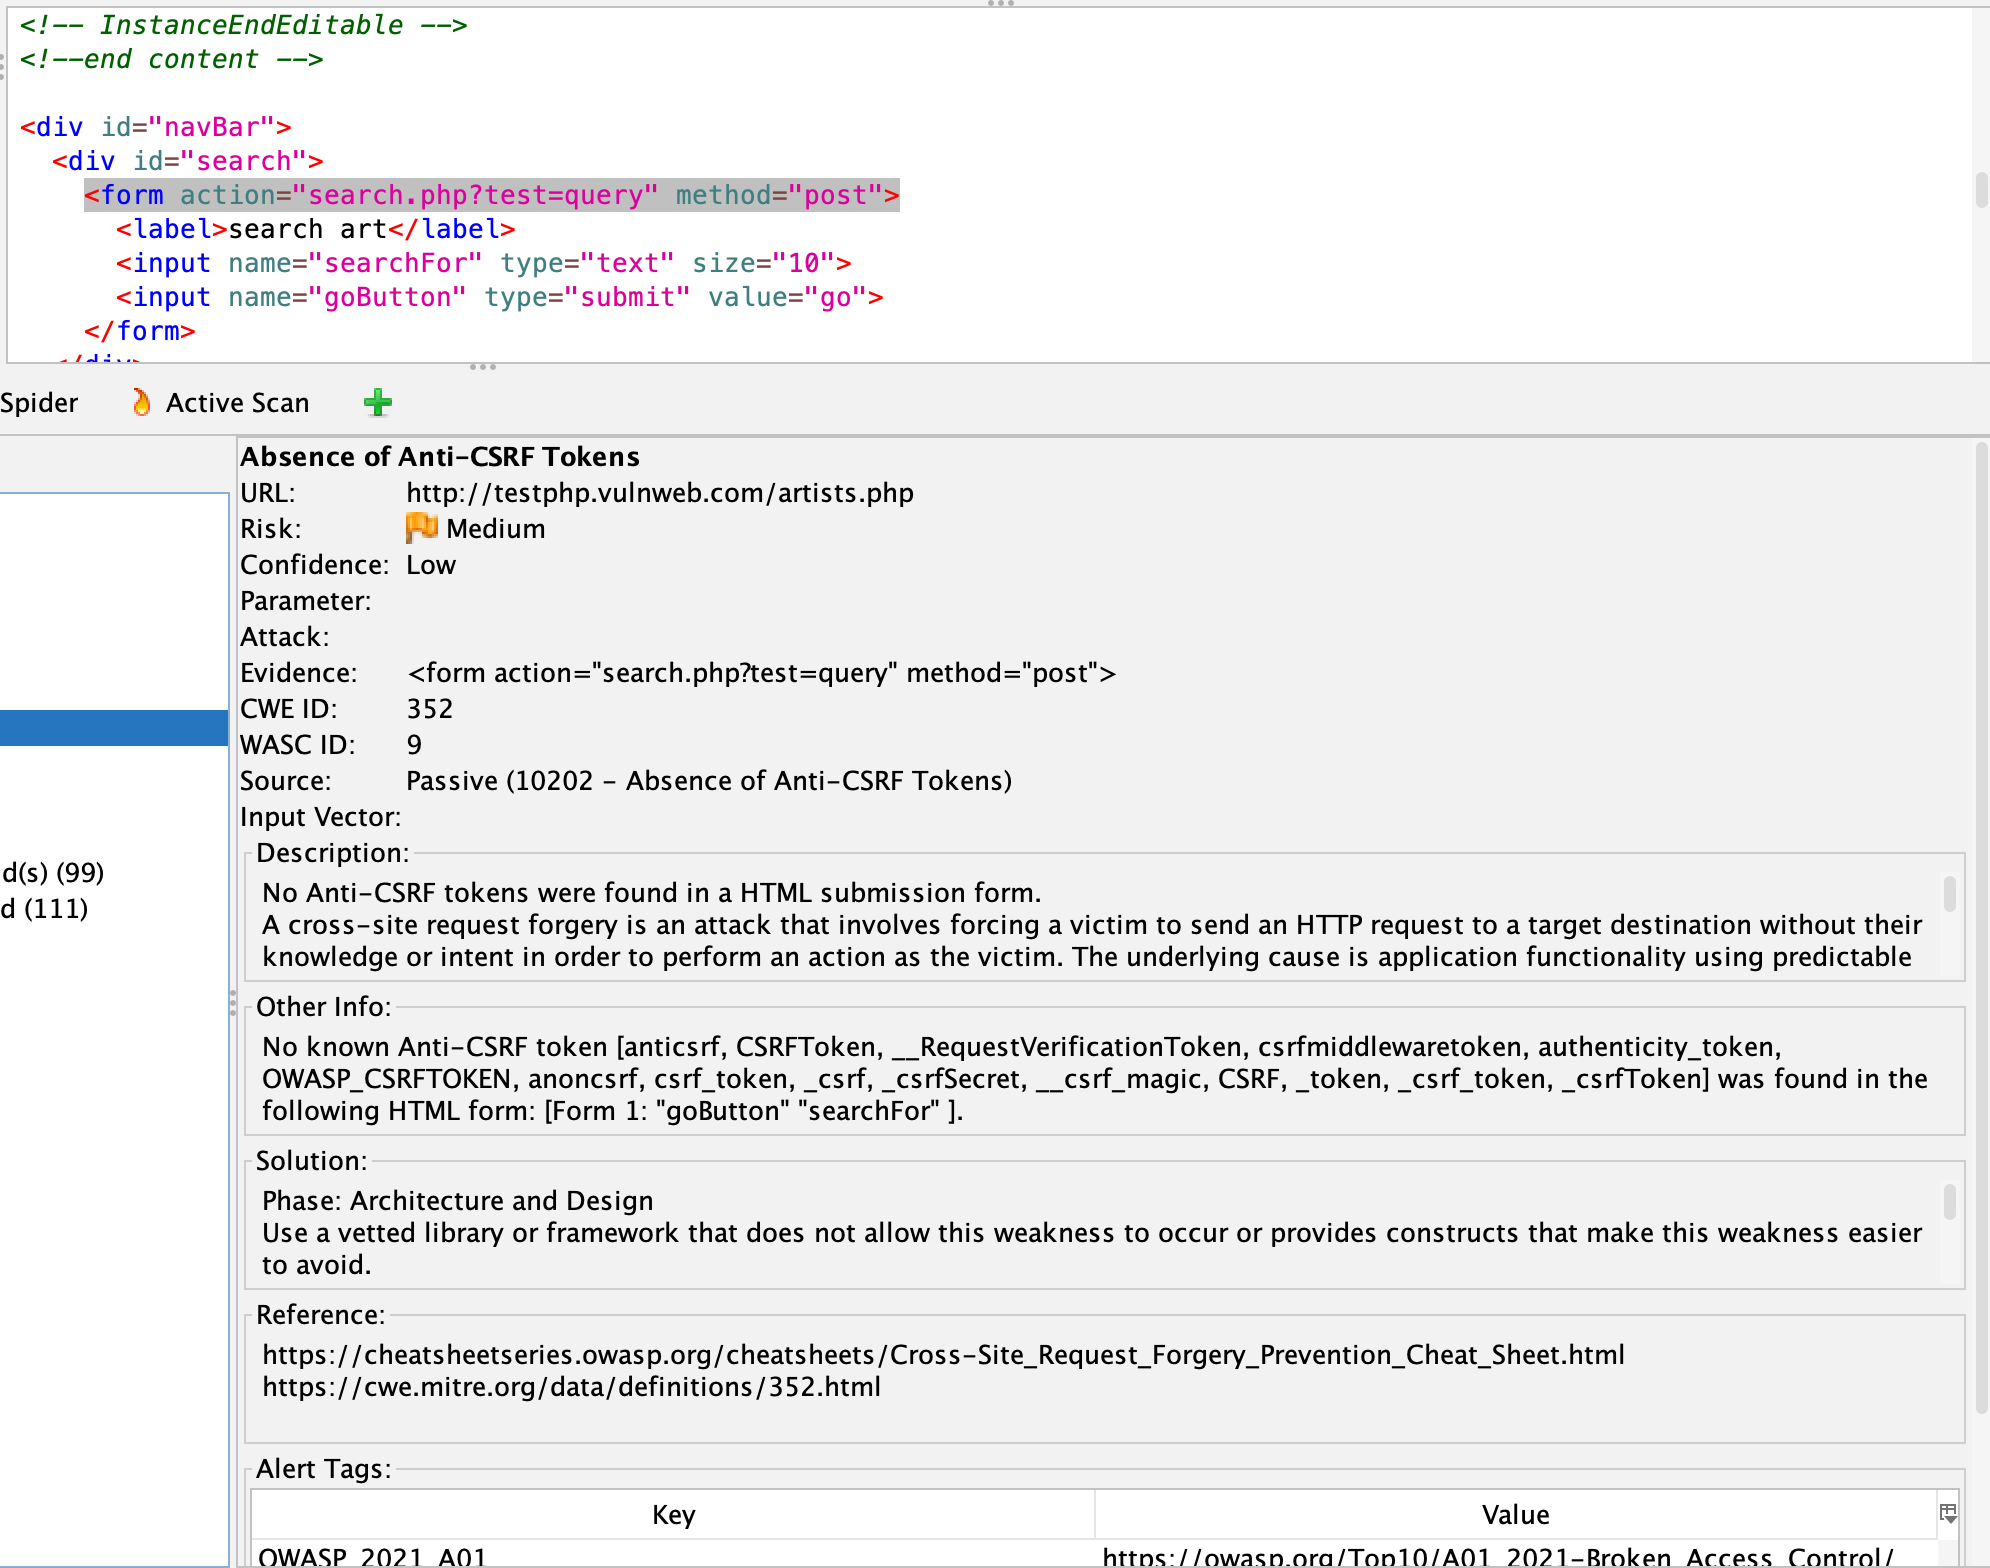 <!-- InstanceEndEditable -->
<!--end content -->
<div id="navBar">
<div id="search">
<form action="search.php?test=query" method="post">
<label>search art</label>
<input name="searchFor" type="text" size="10">
<input name="goButton" type="submit" value="go">
</form>
</div>
Spider Active Scan
Absence of Anti-CSRF Tokens
URL: http://testphp.vulnweb.com/artists.php
Risk: Medium
Confidence: Low
Parameter:
Attack:
Evidence: <form action="search.php?test=query" method="post">
CWE ID: 352
WASC ID: 9
Source: Passive (10202 - Absence of Anti-CSRF Tokens)
Input Vector:
d(s) (99)
d (111)
Description:
No Anti-CSRF tokens were found in a HTML submission form.
A cross-site request forgery is an attack that involves forcing a victim to send an HTTP request to a target destination without their
knowledge or intent in order to perform an action as the victim. The underlying cause is application functionality using predictable
Other Info:
No known Anti-CSRF token [anticsrf, CSRFToken, __RequestVerificationToken, csrfmiddlewaretoken, authenticity_token,
OWASP_CSRFTOKEN, anoncsrf, csrf_token, _csrf, _csrfSecret, __csrf_magic, CSRF, _token, _csrf_token, _csrfToken] was found in the
following HTML form: [Form 1: "goButton" "searchFor" ].
Solution:
Phase: Architecture and Design
Use a vetted library or framework that does not allow this weakness to occur or provides constructs that make this weakness easier
to avoid.
Reference:
https://cheatsheetseries.owasp.org/cheatsheets/Cross-Site_Request_Forgery_Prevention_Cheat_Sheet.html
https://cwe.mitre.org/data/definitions/352.html
Alert Tags:
Key Value
OWASP_2021_A01 https://owasp.org/Top10/A01_2021-Broken_Access_Control/